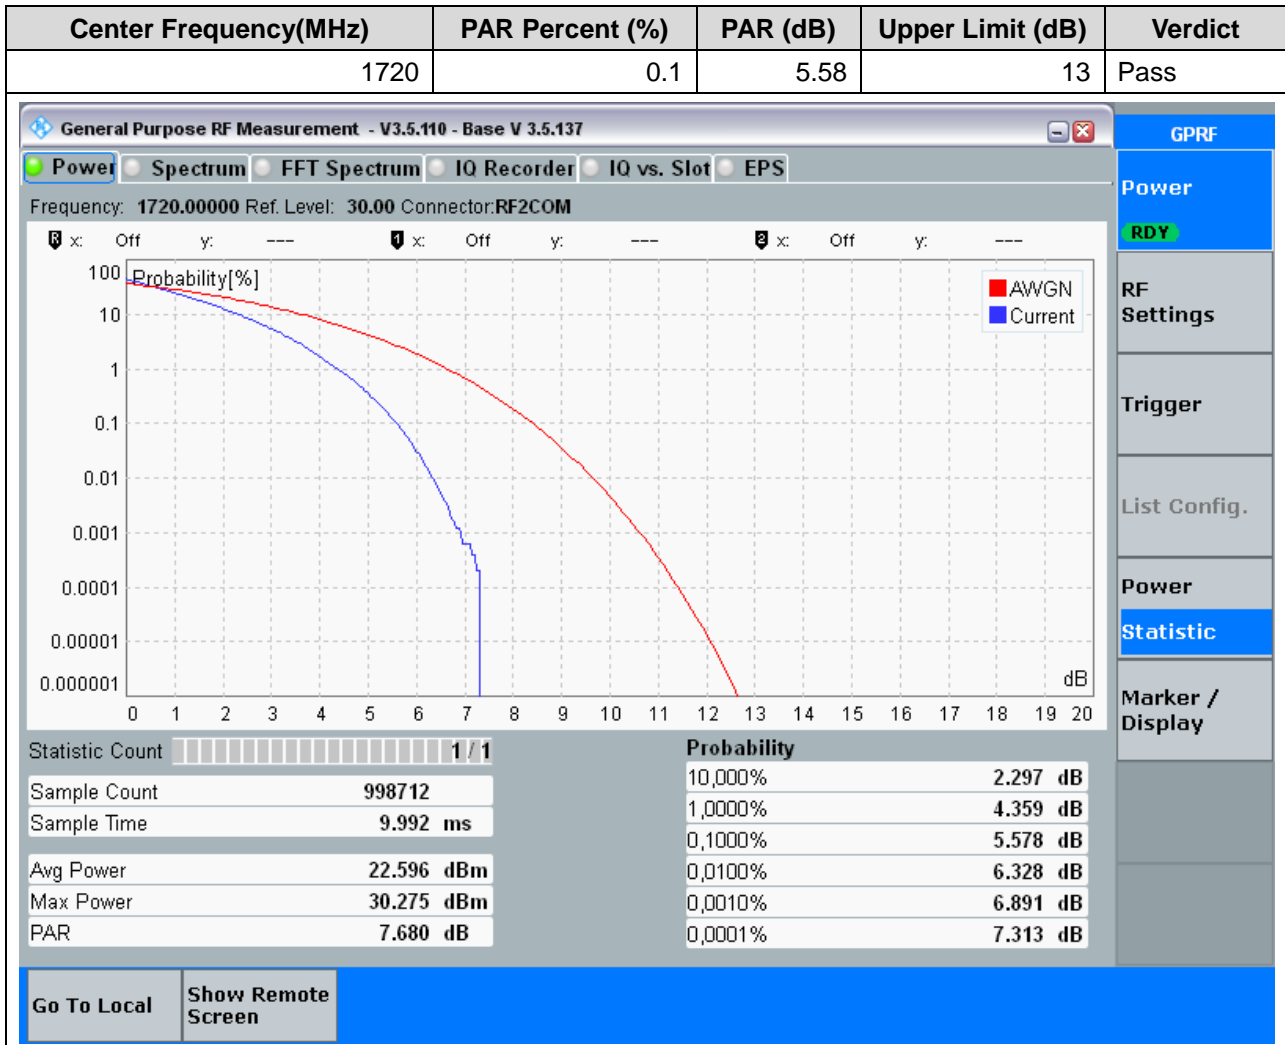 Center Frequency(MHz) PAR Percent (%) PAR (dB) Upper Limit (dB) Verdict
1720 0.1 5.58 13 Pass
General Purpose RF Measurement - V3.5.110 - Base V 3.5.137
GPRF
Power Spectrum FFT Spectrum IQ Recorder IQ vs. Slot EPS
Power
RDY
Frequency: 1720.00000 Ref. Level: 30.00 Connector:RF2COM
R x: Off y: --- 1 x: Off y: --- 2 x: Off y: ---
Probability[%]
AWGN
Current
100
10
1
0.1
0.01
0.001
0.0001
0.00001
0.000001
dB
0 1 2 3 4 5 6 7 8 9 10 11 12 13 14 15 16 17 18 19 20
RF
Settings
Trigger
List Config.
Power
Statistic
Marker /
Display
Statistic Count 1 / 1
Sample Count 998712
Sample Time 9.992 ms
Avg Power 22.596 dBm
Max Power 30.275 dBm
PAR 7.680 dB
Probability
10,000% 2.297 dB
1,0000% 4.359 dB
0,1000% 5.578 dB
0,0100% 6.328 dB
0,0010% 6.891 dB
0,0001% 7.313 dB
Go To Local
Show Remote
Screen